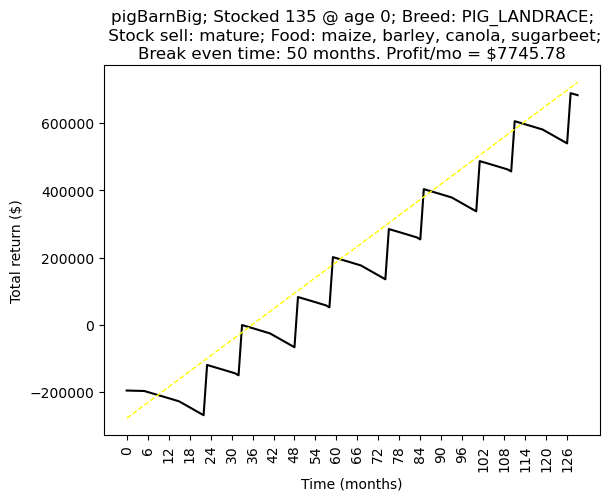 pigBarnBig; Stocked 135 @ age 0; Breed: PIG_LANDRACE;
Stock sell: mature; Food: maize, barley, canola, sugarbeet;
Break even time: 50 months. Profit/mo = $7745.78
Total return ($)
600000
400000
200000
0
−200000
0 6 12 18 24 30 36 42 48 54 60 66 72 78 84 90 96 102 108 114 120 126
Time (months)